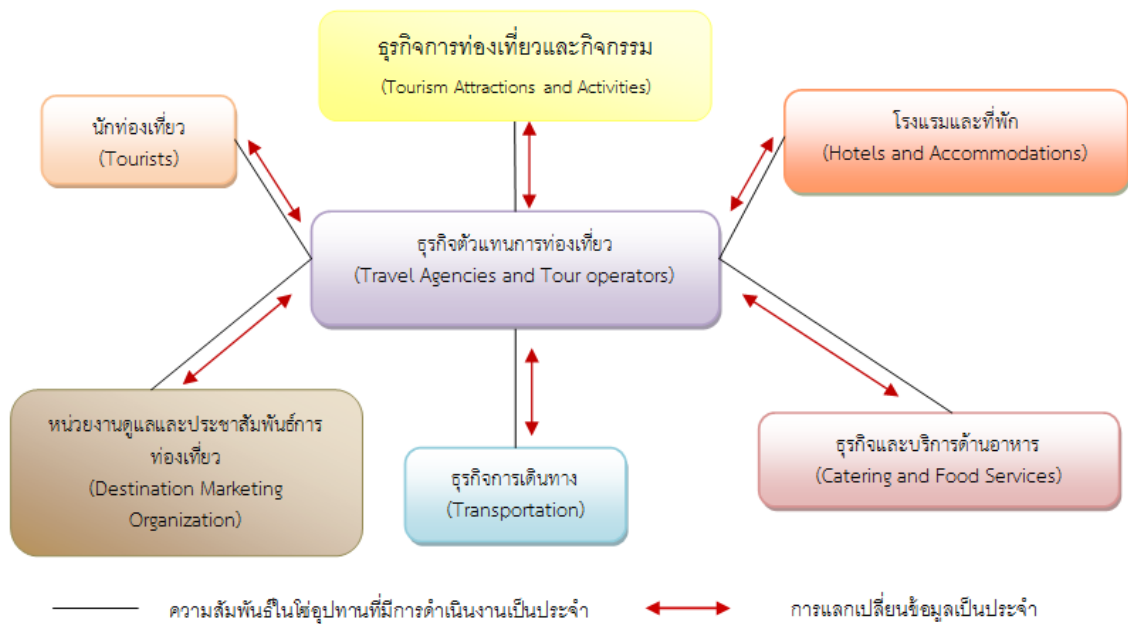 ธุรกิจการท่องเที่ยวและกิจกรรม
(Tourism Attractions and Activities)
นักท่องเที่ยว
(Tourists)
โรงแรมและที่พัก
(Hotels and Accommodations)
ธุรกิจตัวแทนการท่องเที่ยว
(Travel Agencies and Tour operators)
หน่วยงานดูแลและประชาสัมพันธ์การ
ท่องเที่ยว
(Destination Marketing
Organization)
ธุรกิจการเดินทาง
(Transportation)
ธุรกิจและบริการด้านอาหาร
(Catering and Food Services)
ความสัมพันธ์ในโซ่อุปทานที่มีการดำเนินงานเป็นประจำ
การแลกเปลี่ยนข้อมูลเป็นประจำ